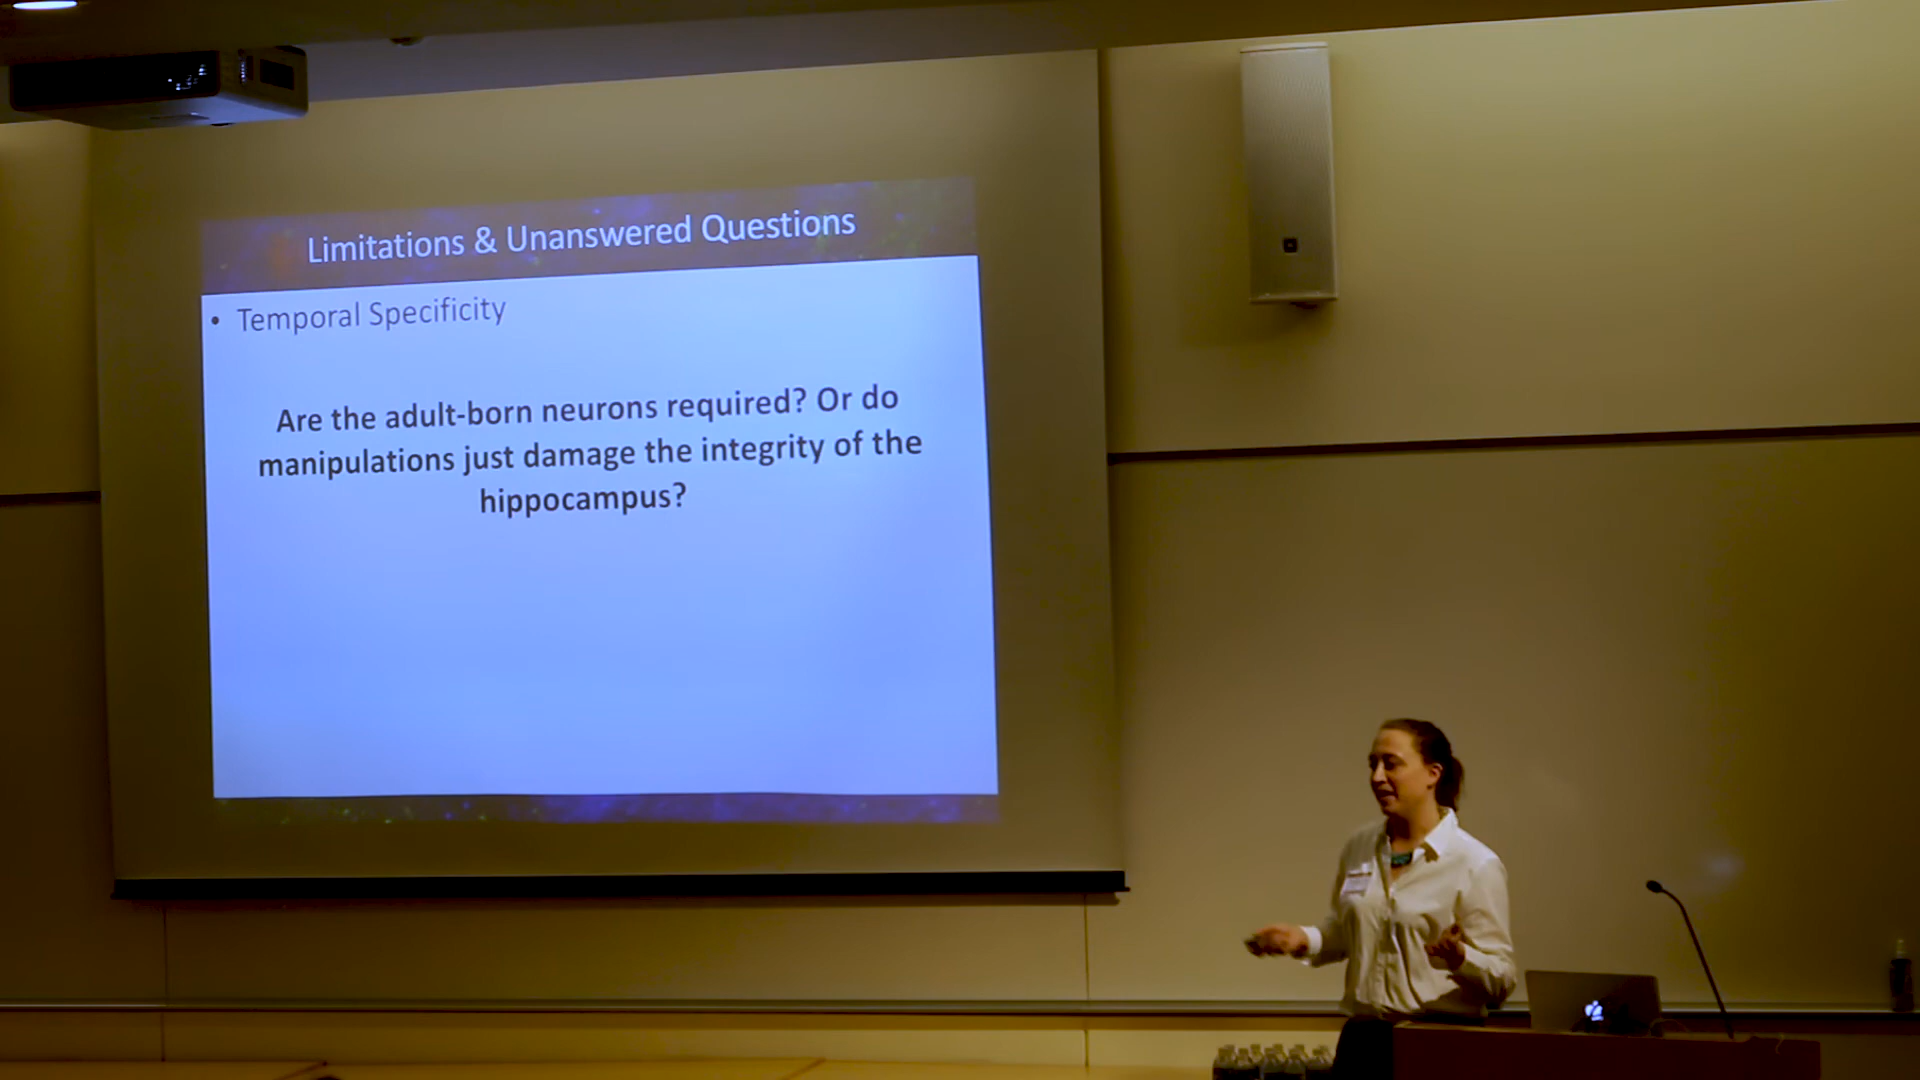 Limitations & Unanswered Questions
• Temporal Specificity
Are the adult-born neurons required? Or do
manipulations just damage the integrity of the
hippocampus?